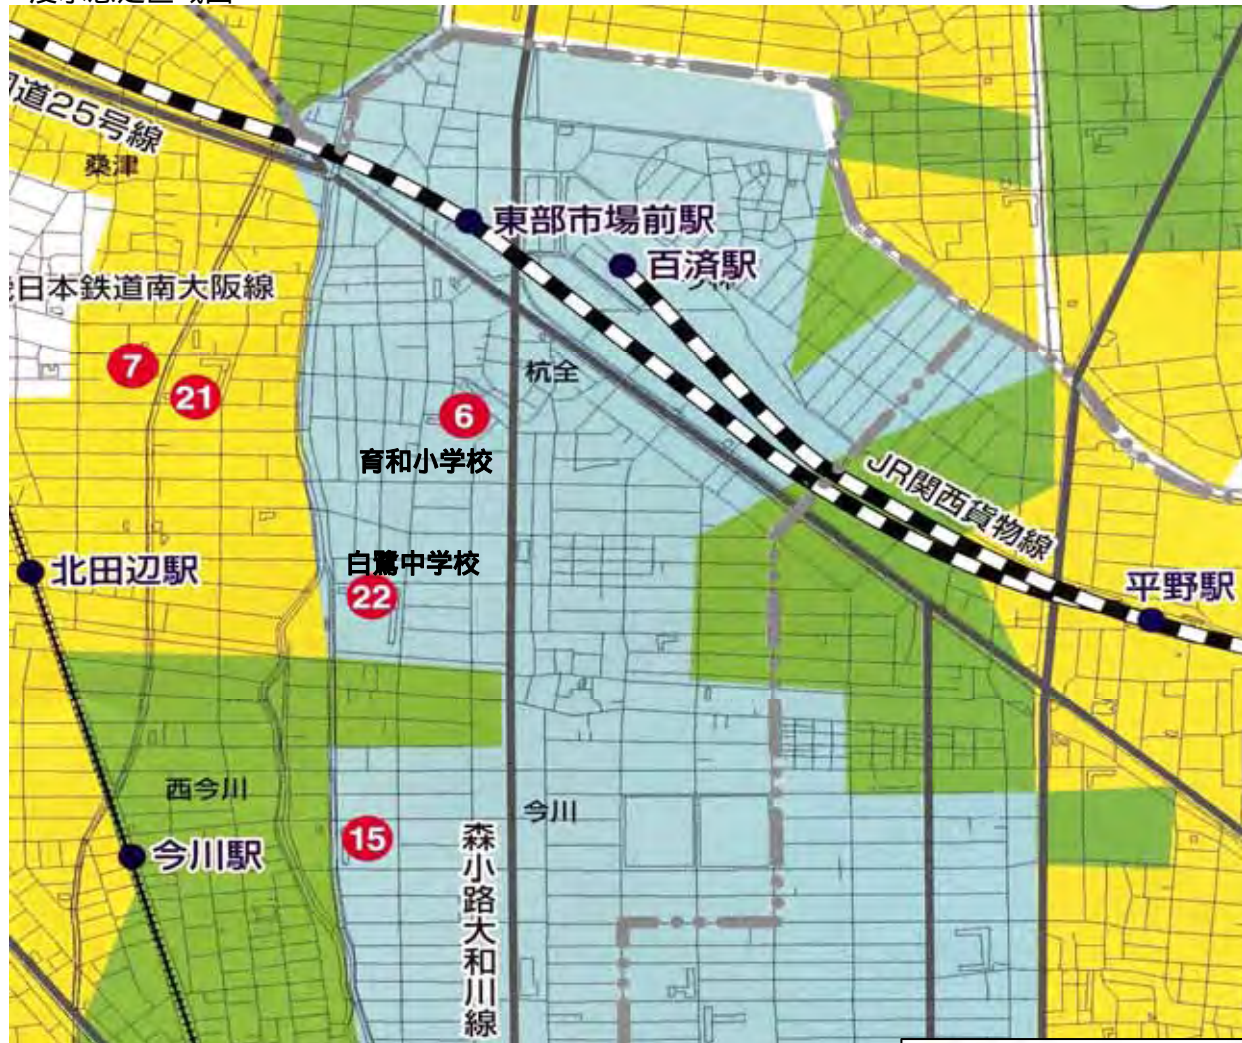 道25号線
桑津
東部市場前駅
百済駅
日本鉄道南大阪線
7
21
杭全
6
育和小学校
JR関西貨物線
白鷺中学校
22
北田辺駅
平野駅
西今川
今川
15
今川駅
森小路大和川線